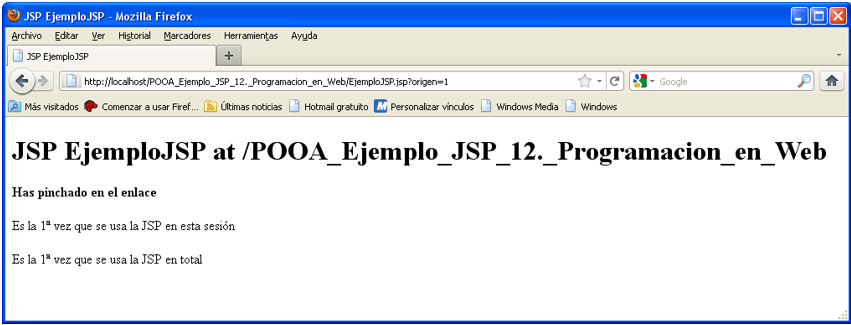 JSP EjemploJSP - Mozilla Firefox
Archivo Editar Ver Historial Marcadores Herramientas Ayuda
JSP EjemploJSP
http://localhost/POOA_Ejemplo_JSP_12._Programacion_en_Web/EjemploJSP.jsp?origen=1 Google
Más visitados Comenzar a usar Firef... Últimas noticias Hotmail gratuito Personalizar vínculos Windows Media Windows
JSP EjemploJSP at /POOA_Ejemplo_JSP_12._Programacion_en_Web
Has pinchado en el enlace
Es la 1ª vez que se usa la JSP en esta sesión
Es la 1ª vez que se usa la JSP en total